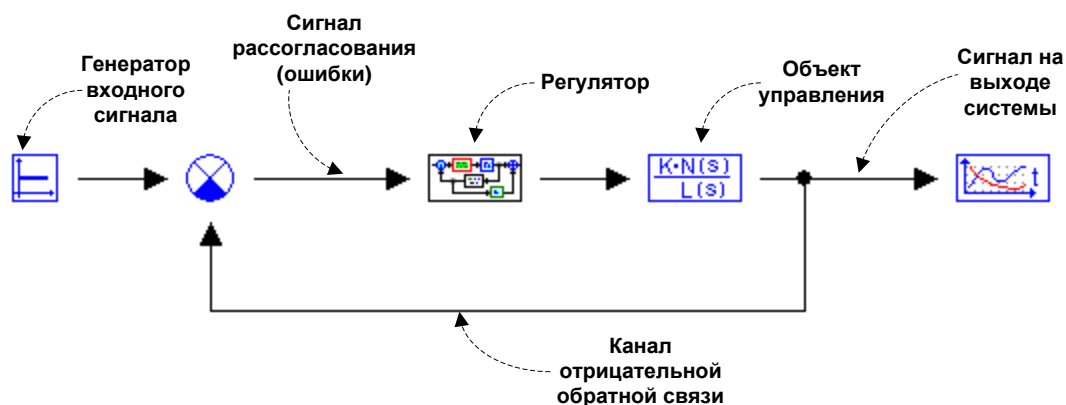 Генератор
входного
сигнала
Сигнал
рассогласования
(ошибки)
Регулятор
Объект
управления
Сигнал на
выходе
системы
K·N(s)
L(s)
t
Канал
отрицательной
обратной связи